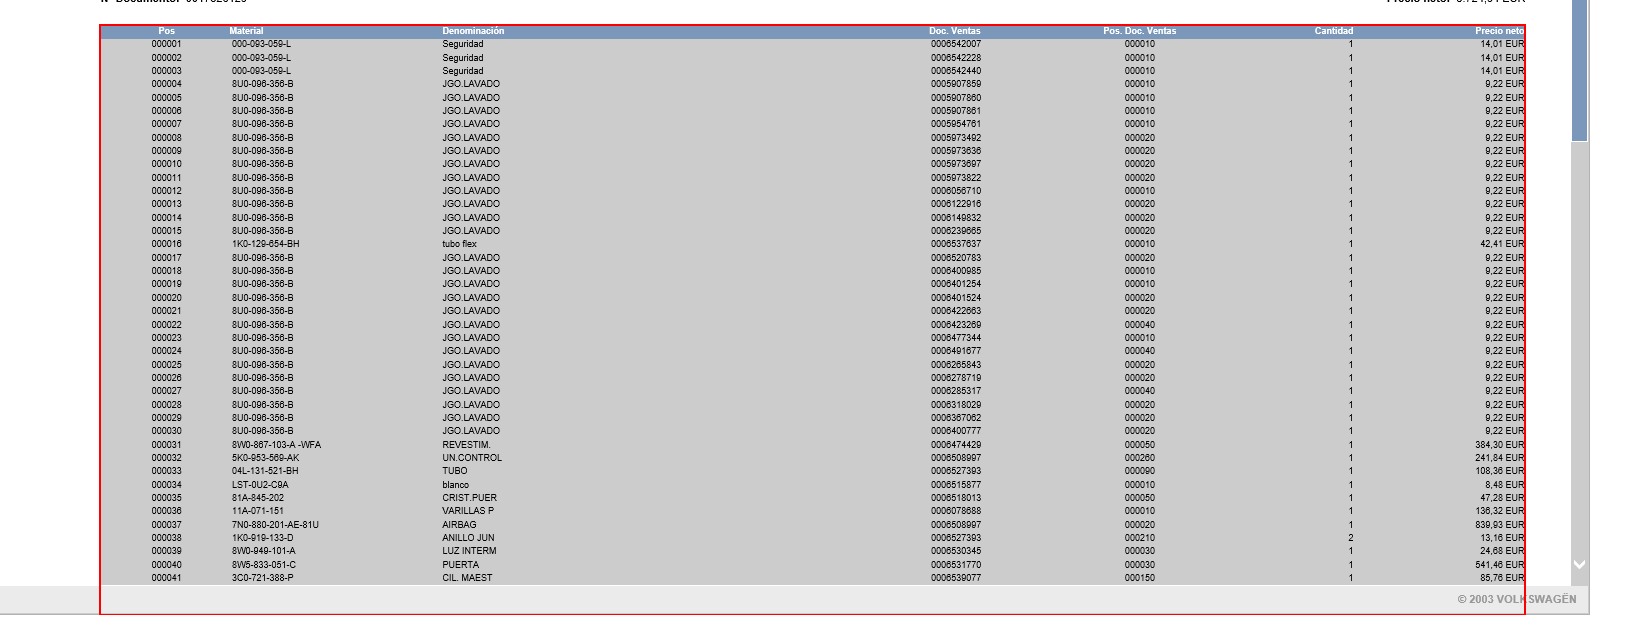 Pos Material Denominación Doc. Ventas Pos. Doc. Ventas Cantidad Precio neto
000001 000-093-059-L Seguridad 0006542007 000010 1 14,01 EUR
000002 000-093-059-L Seguridad 0006542228 000010 1 14,01 EUR
000003 000-093-059-L Seguridad 0006542440 000010 1 14,01 EUR
000004 8U0-096-356-B JGO.LAVADO 0005907859 000010 1 9,22 EUR
000005 8U0-096-356-B JGO.LAVADO 0005907860 000010 1 9,22 EUR
000006 8U0-096-356-B JGO.LAVADO 0005907861 000010 1 9,22 EUR
000007 8U0-096-356-B JGO.LAVADO 0005954761 000010 1 9,22 EUR
000008 8U0-096-356-B JGO.LAVADO 0005973492 000020 1 9,22 EUR
000009 8U0-096-356-B JGO.LAVADO 0005973636 000020 1 9,22 EUR
000010 8U0-096-356-B JGO.LAVADO 0005973697 000020 1 9,22 EUR
000011 8U0-096-356-B JGO.LAVADO 0005973822 000020 1 9,22 EUR
000012 8U0-096-356-B JGO.LAVADO 0006056710 000010 1 9,22 EUR
000013 8U0-096-356-B JGO.LAVADO 0006122916 000020 1 9,22 EUR
000014 8U0-096-356-B JGO.LAVADO 0006149832 000020 1 9,22 EUR
000015 8U0-096-356-B JGO.LAVADO 0006239665 000020 1 9,22 EUR
000016 1K0-129-654-BH tubo flex 0006537637 000010 1 42,41 EUR
000017 8U0-096-356-B JGO.LAVADO 0006520783 000020 1 9,22 EUR
000018 8U0-096-356-B JGO.LAVADO 0006400985 000010 1 9,22 EUR
000019 8U0-096-356-B JGO.LAVADO 0006401254 000010 1 9,22 EUR
000020 8U0-096-356-B JGO.LAVADO 0006401524 000020 1 9,22 EUR
000021 8U0-096-356-B JGO.LAVADO 0006422663 000020 1 9,22 EUR
000022 8U0-096-356-B JGO.LAVADO 0006423269 000040 1 9,22 EUR
000023 8U0-096-356-B JGO.LAVADO 0006477344 000010 1 9,22 EUR
000024 8U0-096-356-B JGO.LAVADO 0006491677 000040 1 9,22 EUR
000025 8U0-096-356-B JGO.LAVADO 0006265843 000020 1 9,22 EUR
000026 8U0-096-356-B JGO.LAVADO 0006278719 000020 1 9,22 EUR
000027 8U0-096-356-B JGO.LAVADO 0006285317 000040 1 9,22 EUR
000028 8U0-096-356-B JGO.LAVADO 0006318029 000020 1 9,22 EUR
000029 8U0-096-356-B JGO.LAVADO 0006367062 000020 1 9,22 EUR
000030 8U0-096-356-B JGO.LAVADO 0006400777 000020 1 9,22 EUR
000031 8W0-867-103-A -WFA REVESTIM. 0006474429 000050 1 384,30 EUR
000032 5K0-953-569-AK UN.CONTROL 0006508997 000260 1 241,84 EUR
000033 04L-131-521-BH TUBO 0006527393 000090 1 108,36 EUR
000034 LST-0U2-C9A blanco 0006515877 000010 1 8,48 EUR
000035 81A-845-202 CRIST.PUER 0006518013 000050 1 47,28 EUR
000036 11A-071-151 VARILLAS P 0006078688 000010 1 136,32 EUR
000037 7N0-880-201-AE-81U AIRBAG 0006508997 000020 1 839,93 EUR
000038 1K0-919-133-D ANILLO JUN 0006527393 000210 2 13,16 EUR
000039 8W0-949-101-A LUZ INTERM 0006530345 000030 1 24,68 EUR
000040 8W5-833-051-C PUERTA 0006531770 000030 1 541,46 EUR
000041 3C0-721-388-P CIL. MAEST 0006539077 000150 1 85,76 EUR
© 2003 VOLKSWAGËN